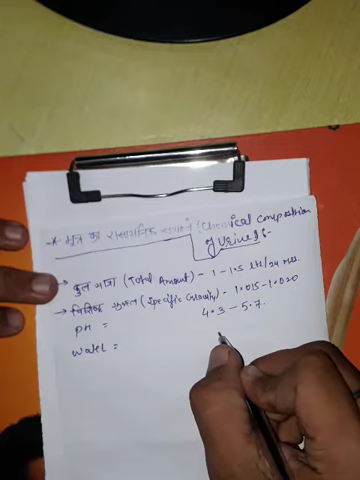 * मूत्र का रासायनिक संगठन (Chemical Composition
of Urine):-
→ कुल मात्रा (Total Amount) - 1 - 1.5 Ltr/24 Hrs.
→ विशिष्ट गुरुत्व (Specific Gravity) - 1.015-1.020
PH = 4.3 - 5.7.
Water =